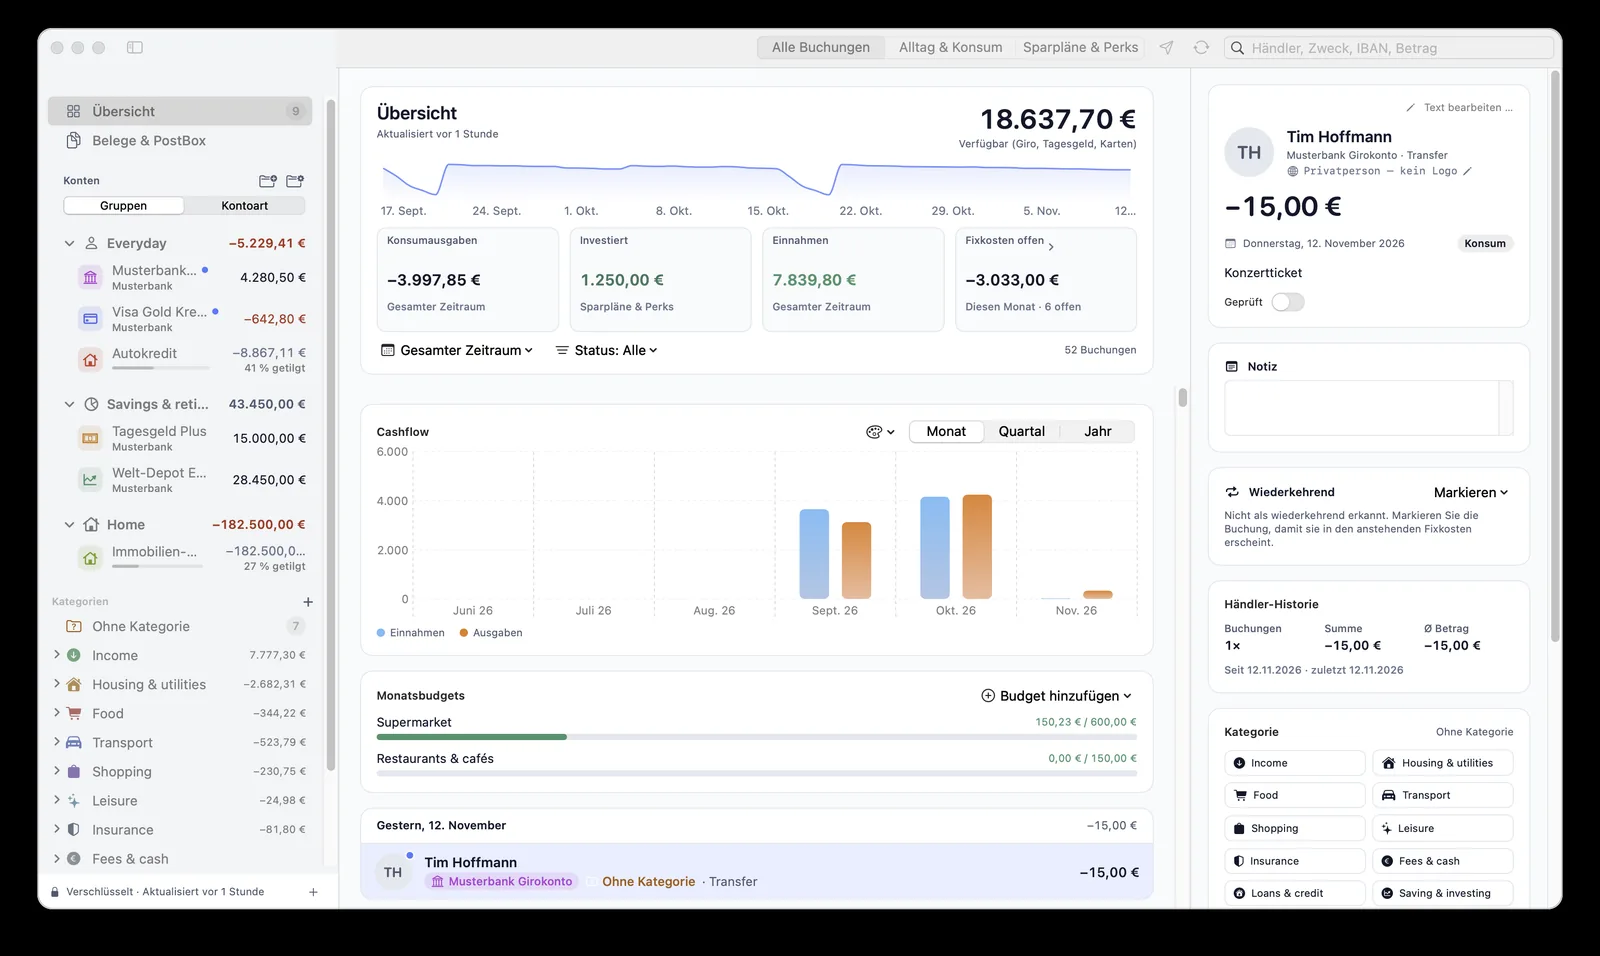 Alle Buchungen
Alltag & Konsum
Sparpläne & Perks
Händler, Zweck, IBAN, Betrag
Übersicht
9
Belege & PostBox
Konten
Gruppen
Kontoart
Everyday
−5.229,41 €
Musterbank...
4.280,50 €
Musterbank
Visa Gold Kre...
−642,80 €
Musterbank
Autokredit
−8.867,11 €
41 % getilgt
Savings & reti...
43.450,00 €
Tagesgeld Plus
15.000,00 €
Musterbank
Welt-Depot E...
28.450,00 €
Musterbank
Home
−182.500,00 €
Immobilien-...
−182.500,0...
27 % getilgt
Kategorien
Ohne Kategorie
7
Income
7.777,30 €
Housing & utilities
−2.682,31 €
Food
−344,22 €
Transport
−523,79 €
Shopping
−230,75 €
Leisure
−24,98 €
Insurance
−81,80 €
Fees & cash
Verschlüsselt · Aktualisiert vor 1 Stunde
Übersicht
Aktualisiert vor 1 Stunde
18.637,70 €
Verfügbar (Giro, Tagesgeld, Karten)
17. Sept.
24. Sept.
1. Okt.
8. Okt.
15. Okt.
22. Okt.
29. Okt.
5. Nov.
12...
Konsumausgaben
−3.997,85 €
Gesamter Zeitraum
Investiert
1.250,00 €
Sparpläne & Perks
Einnahmen
7.839,80 €
Gesamter Zeitraum
Fixkosten offen
−3.033,00 €
Diesen Monat · 6 offen
Gesamter Zeitraum
Status: Alle
52 Buchungen
Cashflow
Monat
Quartal
Jahr
6.000
4.000
2.000
0
Juni 26
Juli 26
Aug. 26
Sept. 26
Okt. 26
Nov. 26
Einnahmen
Ausgaben
Monatsbudgets
Budget hinzufügen
Supermarket
150,23 € / 600,00 €
Restaurants & cafés
0,00 € / 150,00 €
Gestern, 12. November
−15,00 €
TH
Tim Hoffmann
Musterbank Girokonto
Ohne Kategorie
· Transfer
−15,00 €
Text bearbeiten ...
TH
Tim Hoffmann
Musterbank Girokonto · Transfer
Privatperson – kein Logo
−15,00 €
Donnerstag, 12. November 2026
Konsum
Konzertticket
Geprüft
Notiz
Wiederkehrend
Markieren
Nicht als wiederkehrend erkannt. Markieren Sie die
Buchung, damit sie in den anstehenden Fixkosten
erscheint.
Händler-Historie
Buchungen
Summe
Ø Betrag
1×
−15,00 €
−15,00 €
Seit 12.11.2026 · zuletzt 12.11.2026
Kategorie
Ohne Kategorie
Income
Housing & utilities
Food
Transport
Shopping
Leisure
Insurance
Fees & cash
Loans & credit
Saving & investing